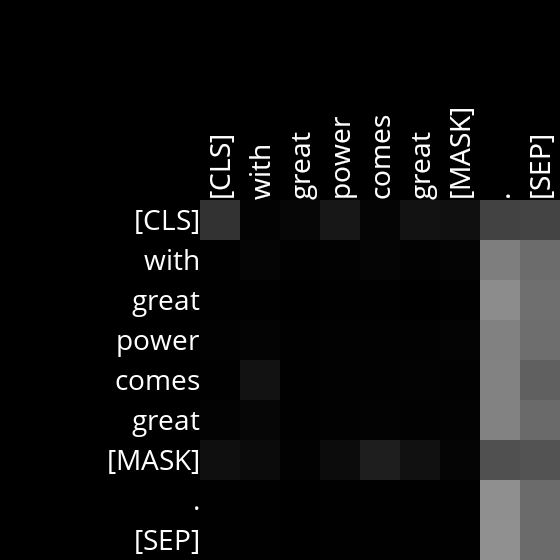 [CLS] with great power comes great [MASK] . [SEP]
[CLS]
with
great
power
comes
great
[MASK]
.
[SEP]